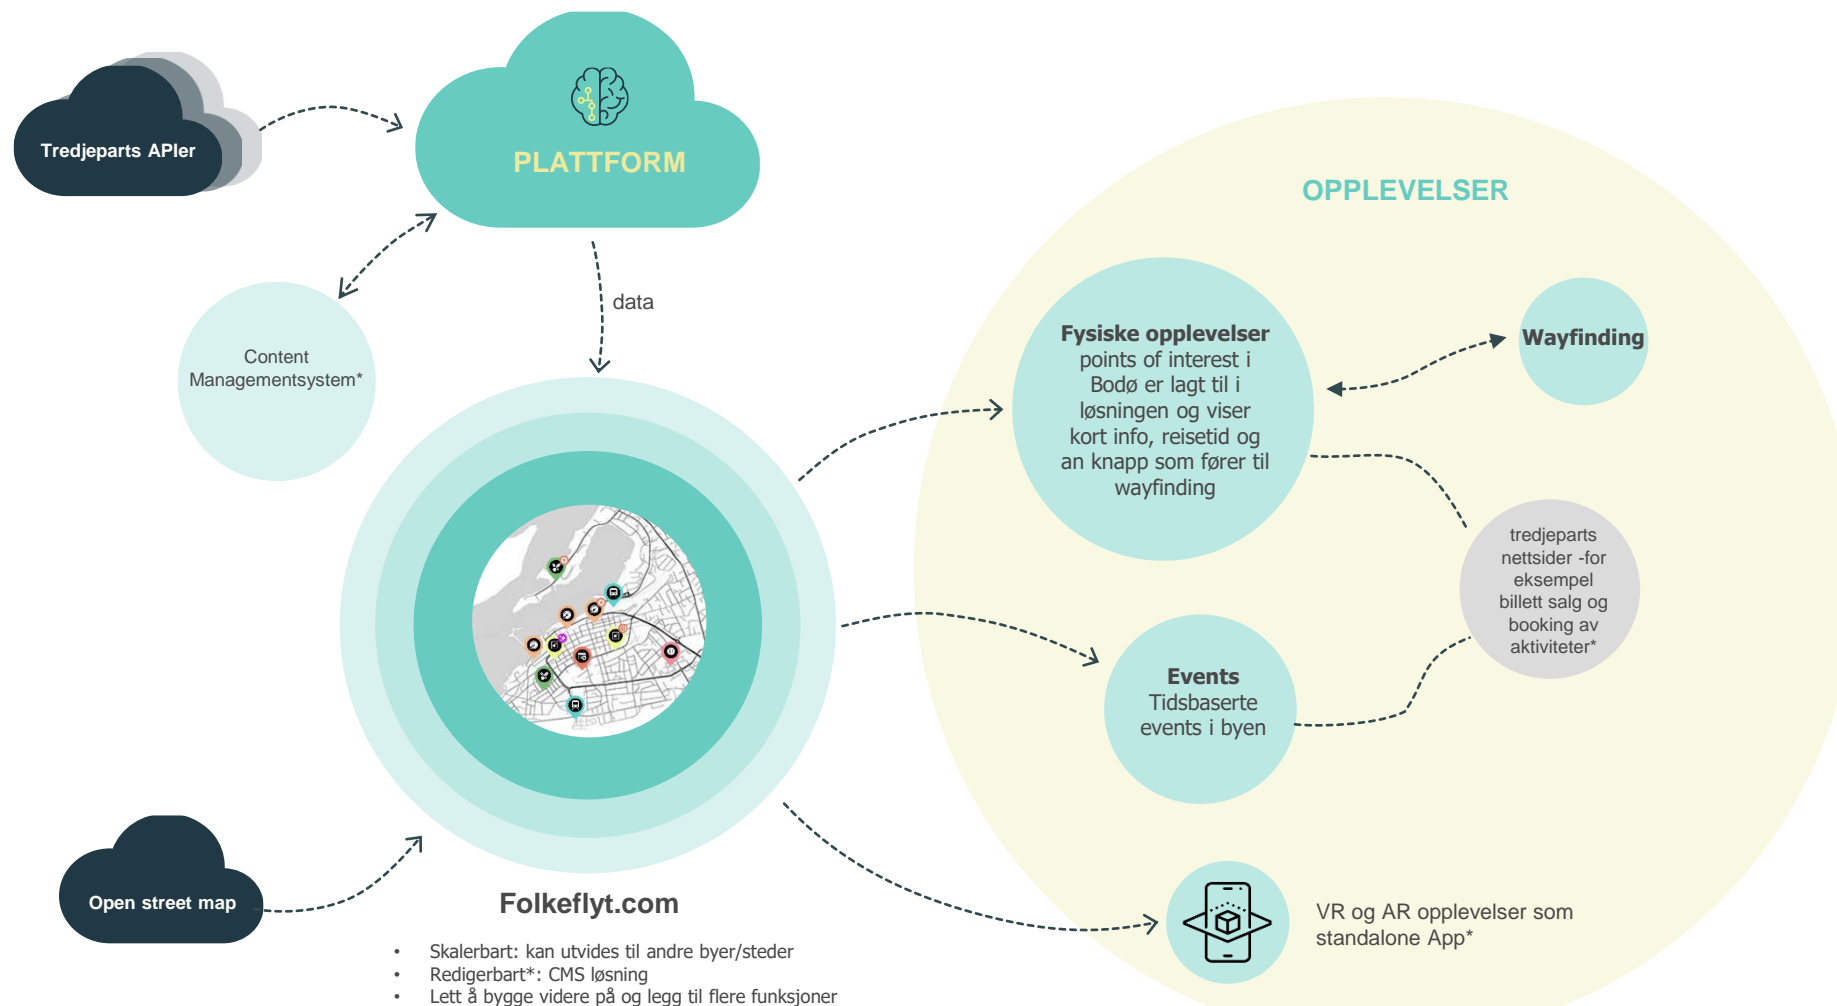 Tredjeparts APIer
PLATTFORM
OPPLEVELSER
data
Content
Managementsystem*
Fysiske opplevelser
points of interest i
Bodø er lagt til i
løsningen og viser
kort info, reisetid og
an knapp som fører til
wayfinding
Wayfinding
tredjeparts
nettsider -for
eksempel
billett salg og
booking av
aktiviteter*
Events
Tidsbaserte
events i byen
Open street map
Folkeflyt.com
• Skalerbart: kan utvides til andre byer/steder
• Redigerbart*: CMS løsning
• Lett å bygge videre på og legg til flere funksjoner
VR og AR opplevelser som
standalone App*